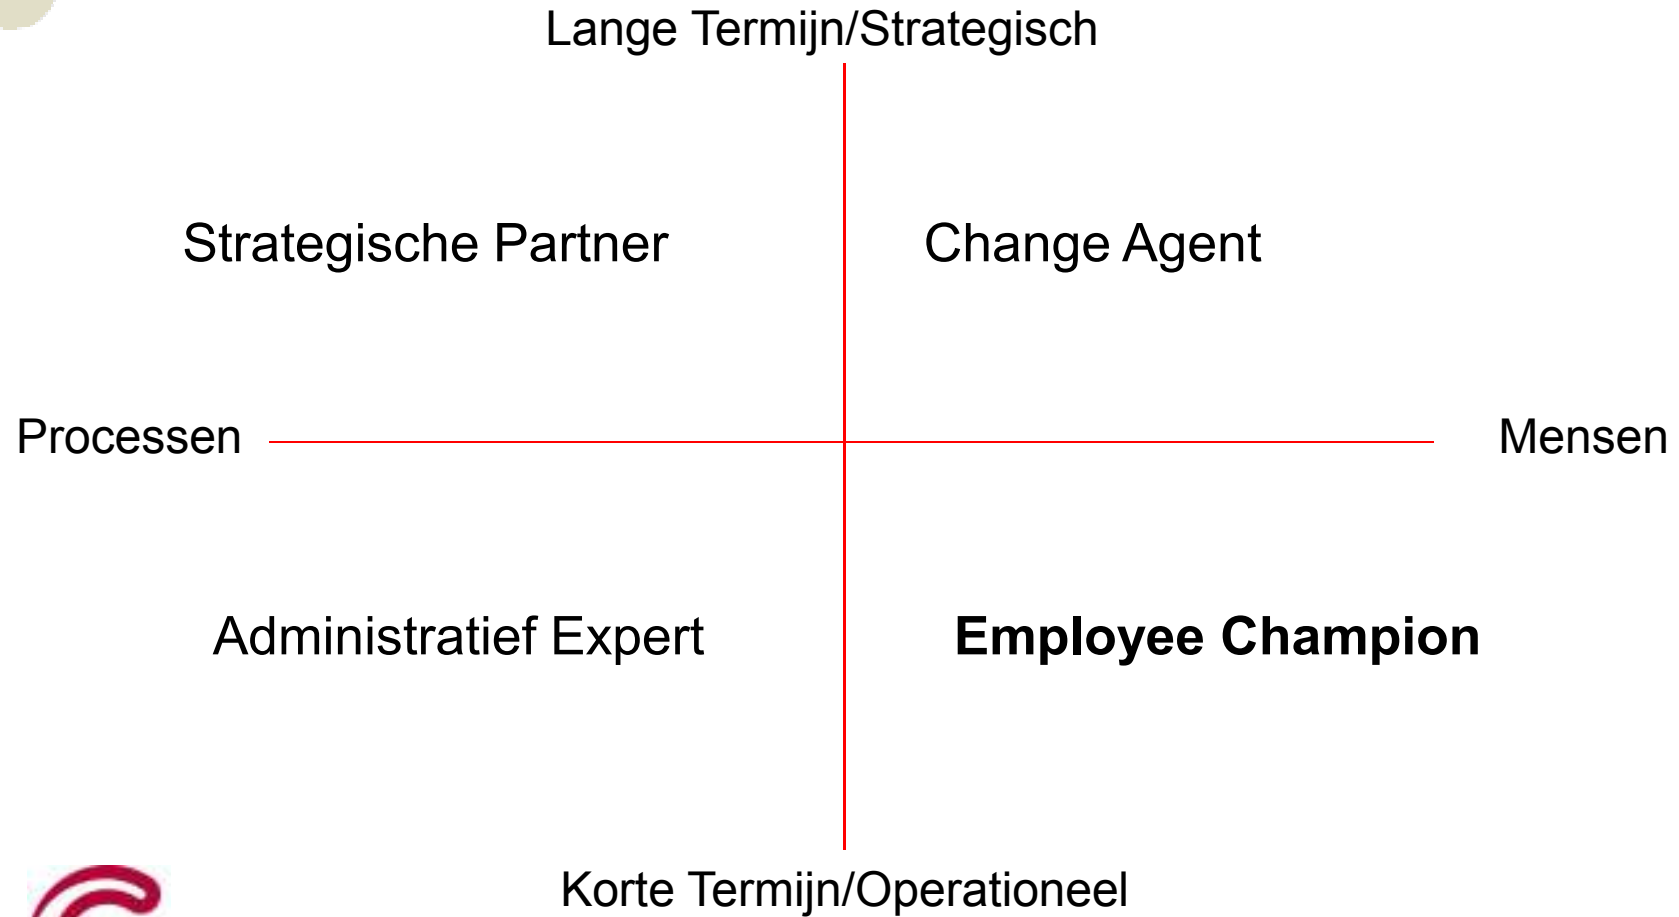 Lange Termijn/Strategisch
Strategische Partner
Change Agent
Processen
Mensen
Administratief Expert
Employee Champion
Korte Termijn/Operationeel